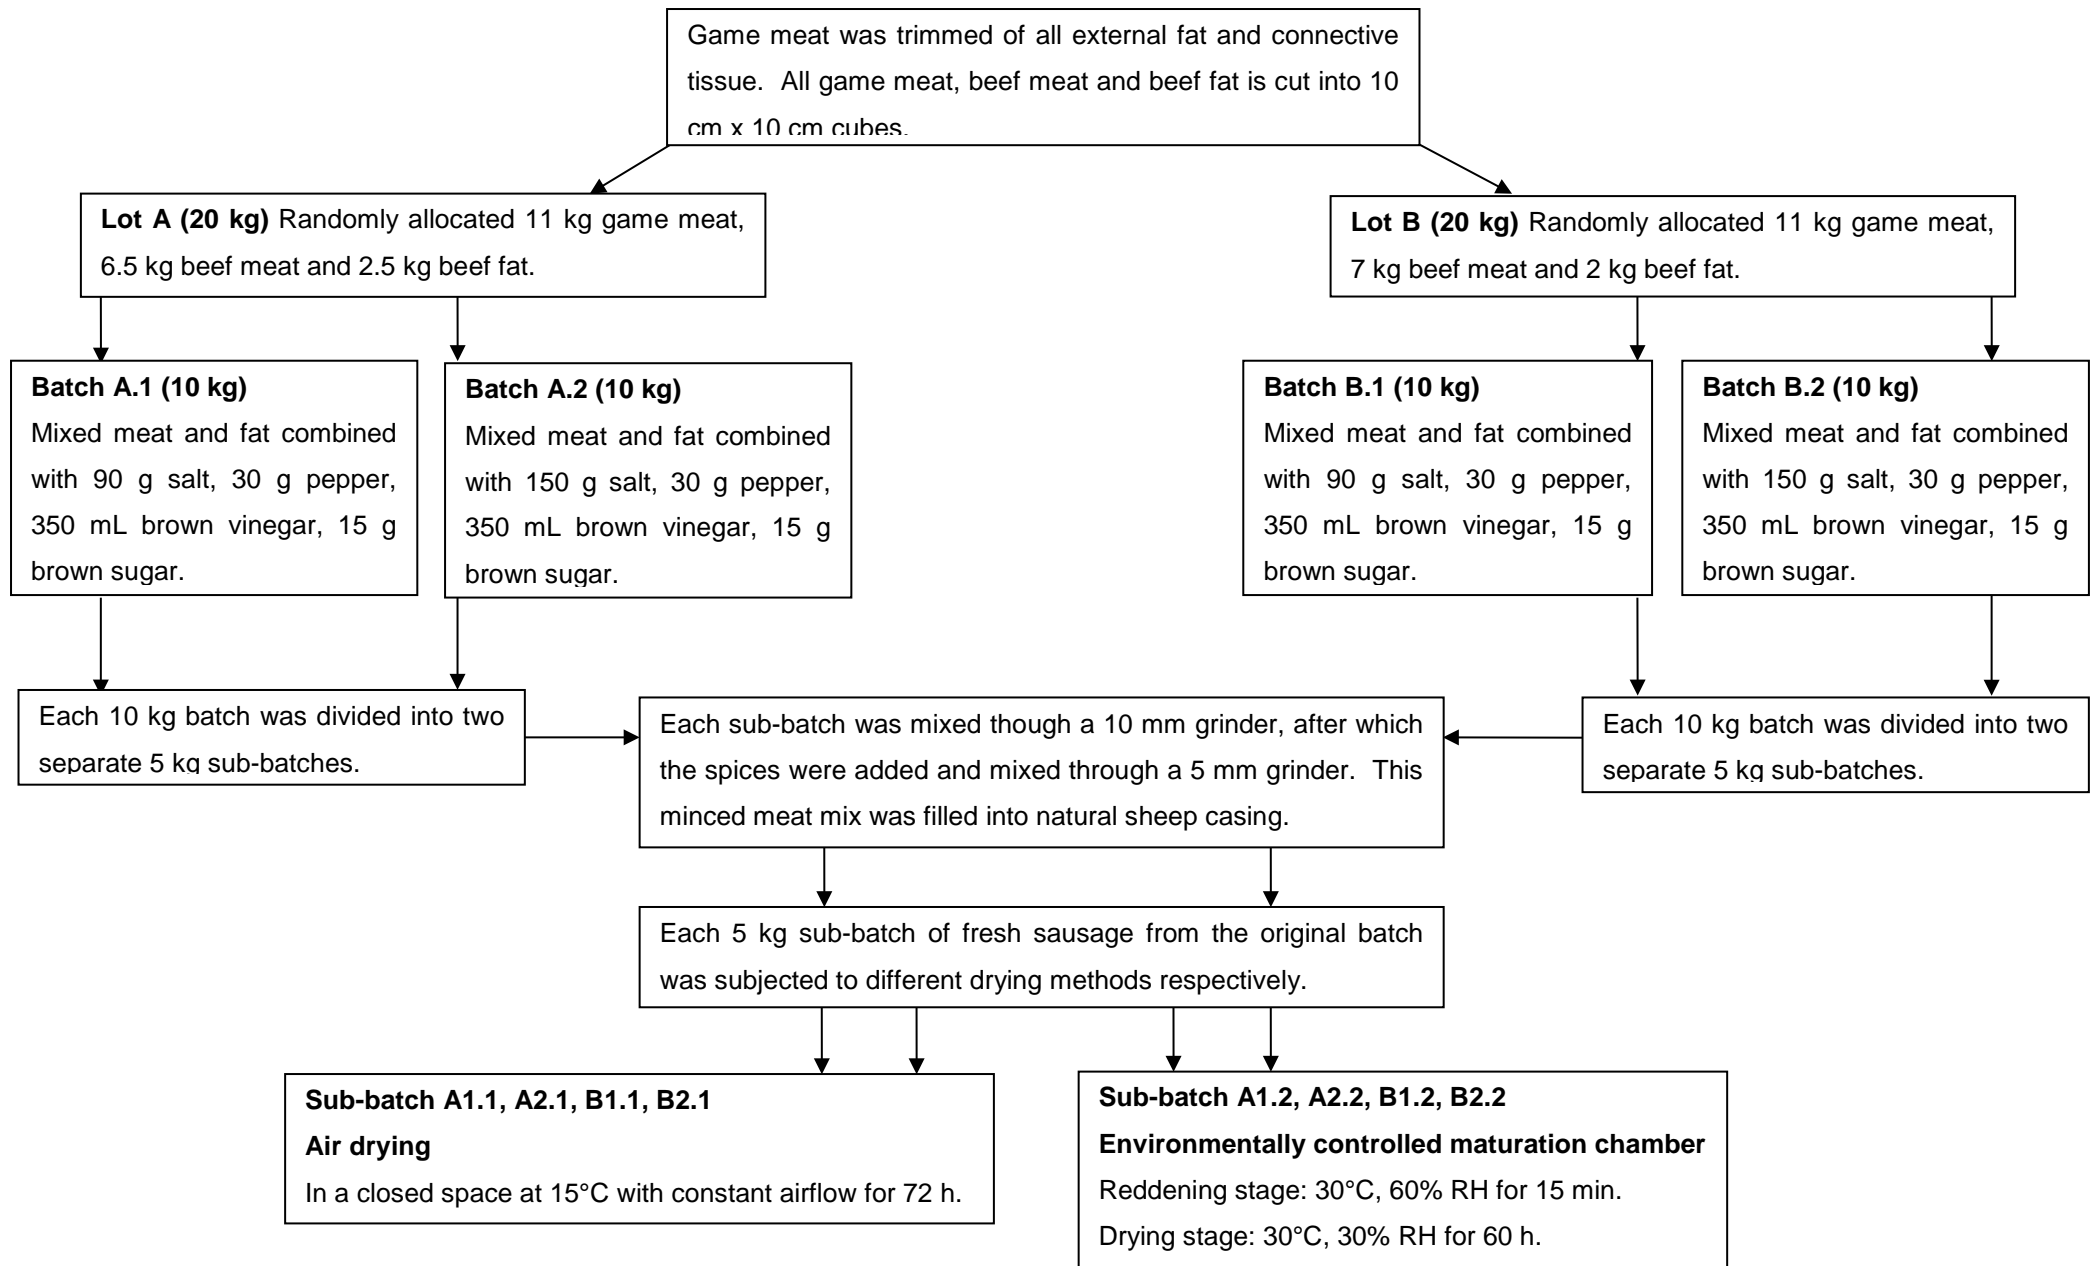 Game meat was trimmed of all external fat and connective
tissue. All game meat, beef meat and beef fat is cut into 10
cm x 10 cm cubes.
Lot A (20 kg) Randomly allocated 11 kg game meat,
6.5 kg beef meat and 2.5 kg beef fat.
Lot B (20 kg) Randomly allocated 11 kg game meat,
7 kg beef meat and 2 kg beef fat.
Batch A.1 (10 kg)
Mixed meat and fat combined
with 90 g salt, 30 g pepper,
350 mL brown vinegar, 15 g
brown sugar.
Batch A.2 (10 kg)
Mixed meat and fat combined
with 150 g salt, 30 g pepper,
350 mL brown vinegar, 15 g
brown sugar.
Batch B.1 (10 kg)
Mixed meat and fat combined
with 90 g salt, 30 g pepper,
350 mL brown vinegar, 15 g
brown sugar.
Batch B.2 (10 kg)
Mixed meat and fat combined
with 150 g salt, 30 g pepper,
350 mL brown vinegar, 15 g
brown sugar.
Each 10 kg batch was divided into two
separate 5 kg sub-batches.
Each sub-batch was mixed though a 10 mm grinder, after which
the spices were added and mixed through a 5 mm grinder. This
minced meat mix was filled into natural sheep casing.
Each 10 kg batch was divided into two
separate 5 kg sub-batches.
Each 5 kg sub-batch of fresh sausage from the original batch
was subjected to different drying methods respectively.
Sub-batch A1.1, A2.1, B1.1, B2.1
Air drying
In a closed space at 15°C with constant airflow for 72 h.
Sub-batch A1.2, A2.2, B1.2, B2.2
Environmentally controlled maturation chamber
Reddening stage: 30°C, 60% RH for 15 min.
Drying stage: 30°C, 30% RH for 60 h.